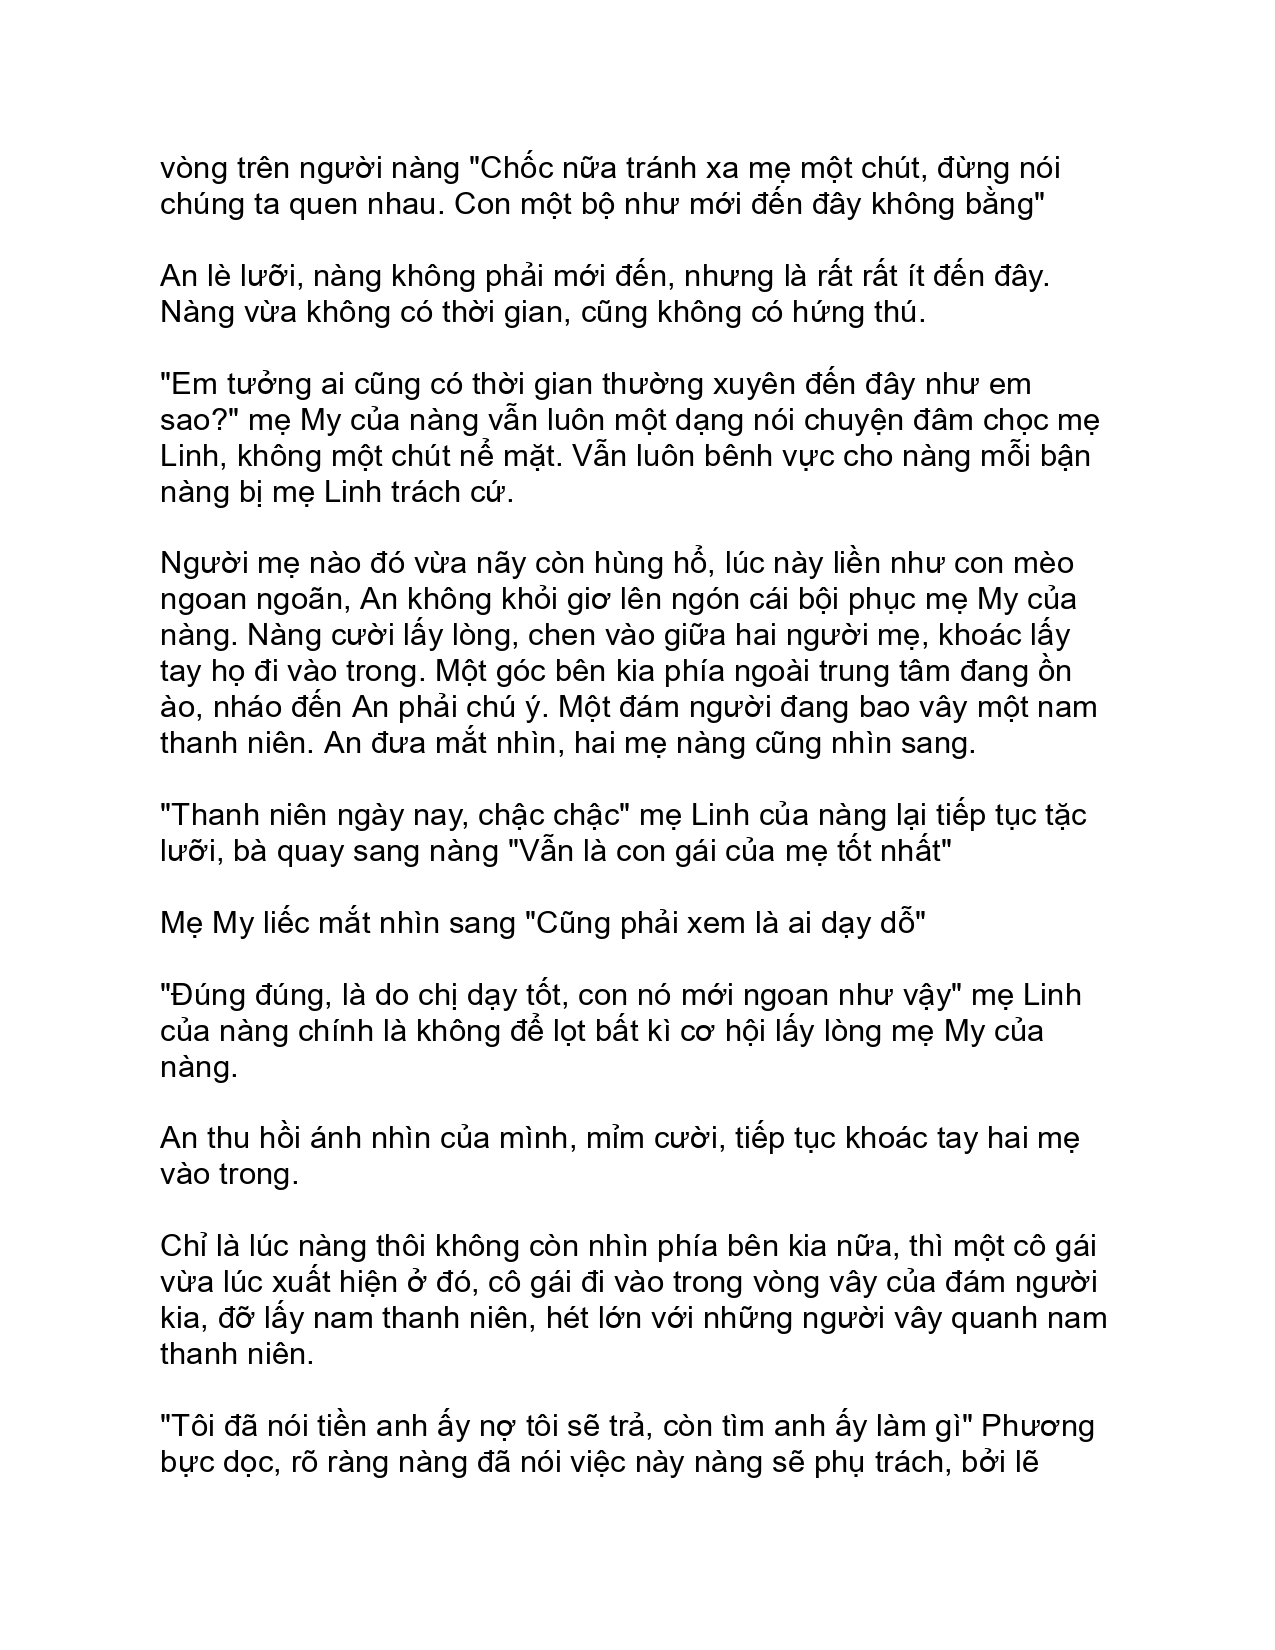 vòng trên người nàng "Chốc nữa tránh xa mẹ một chút, đừng nói
chúng ta quen nhau. Con một bộ như mới đến đây không bằng"
An lè lưỡi, nàng không phải mới đến, nhưng là rất rất ít đến đây.
Nàng vừa không có thời gian, cũng không có hứng thú.
"Em tưởng ai cũng có thời gian thường xuyên đến đây như em
sao?" mẹ My của nàng vẫn luôn một dạng nói chuyện đâm chọc mẹ
Linh, không một chút nể mặt. Vẫn luôn bênh vực cho nàng mỗi bận
nàng bị mẹ Linh trách cứ.
Người mẹ nào đó vừa nãy còn hùng hổ, lúc này liền như con mèo
ngoan ngoãn, An không khỏi giơ lên ngón cái bội phục mẹ My của
nàng. Nàng cười lấy lòng, chen vào giữa hai người mẹ, khoác lấy
tay họ đi vào trong. Một góc bên kia phía ngoài trung tâm đang ồn
ào, nháo đến An phải chú ý. Một đám người đang bao vây một nam
thanh niên. An đưa mắt nhìn, hai mẹ nàng cũng nhìn sang.
"Thanh niên ngày nay, chậc chậc" mẹ Linh của nàng lại tiếp tục tặc
lưỡi, bà quay sang nàng "Vẫn là con gái của mẹ tốt nhất"
Mẹ My liếc mắt nhìn sang "Cũng phải xem là ai dạy dỗ"
"Đúng đúng, là do chị dạy tốt, con nó mới ngoan như vậy" mẹ Linh
của nàng chính là không để lọt bất kì cơ hội lấy lòng mẹ My của
nàng.
An thu hồi ánh nhìn của mình, mỉm cười, tiếp tục khoác tay hai mẹ
vào trong.
Chỉ là lúc nàng thôi không còn nhìn phía bên kia nữa, thì một cô gái
vừa lúc xuất hiện ở đó, cô gái đi vào trong vòng vây của đám người
kia, đỡ lấy nam thanh niên, hét lớn với những người vây quanh nam
thanh niên.
"Tôi đã nói tiền anh ấy nợ tôi sẽ trả, còn tìm anh ấy làm gì" Phương
bực dọc, rõ ràng nàng đã nói việc này nàng sẽ phụ trách, bởi lẽ